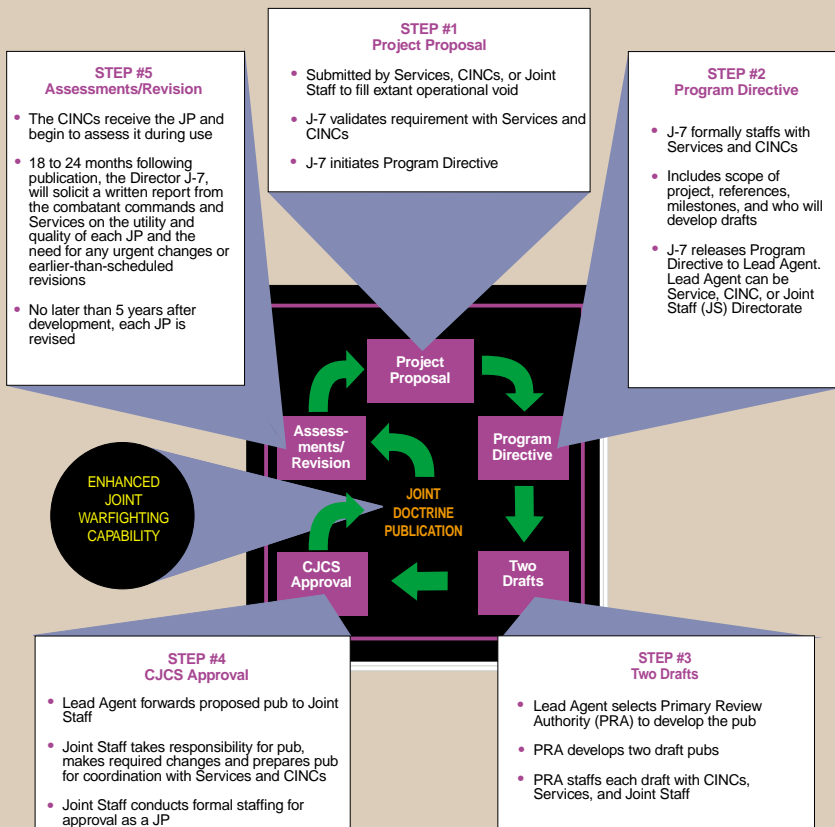 STEP #1
Project Proposal
• Submitted by Services, CINCs, or Joint
Staff to fill extant operational void
• J-7 validates requirement with Services and
CINCs
• J-7 initiates Program Directive
STEP #5
Assessments/Revision
• The CINCs receive the JP and
begin to assess it during use
• 18 to 24 months following
publication, the Director J-7,
will solicit a written report from
the combatant commands and
Services on the utility and
quality of each JP and the
need for any urgent changes or
earlier-than-scheduled
revisions
• No later than 5 years after
development, each JP is
revised
STEP #2
Program Directive
• J-7 formally staffs with
Services and CINCs
• Includes scope of
project, references,
milestones, and who will
develop drafts
• J-7 releases Program
Directive to Lead Agent.
Lead Agent can be
Service, CINC, or Joint
Staff (JS) Directorate
Project
Proposal
Assess-
ments/
Revision
Program
Directive
ENHANCED
JOINT
WARFIGHTING
CAPABILITY
JOINT
DOCTRINE
PUBLICATION
CJCS
Approval
Two
Drafts
STEP #4
CJCS Approval
• Lead Agent forwards proposed pub to Joint
Staff
• Joint Staff takes responsibility for pub,
makes required changes and prepares pub
for coordination with Services and CINCs
• Joint Staff conducts formal staffing for
approval as a JP
STEP #3
Two Drafts
• Lead Agent selects Primary Review
Authority (PRA) to develop the pub
• PRA develops two draft pubs
• PRA staffs each draft with CINCs,
Services, and Joint Staff